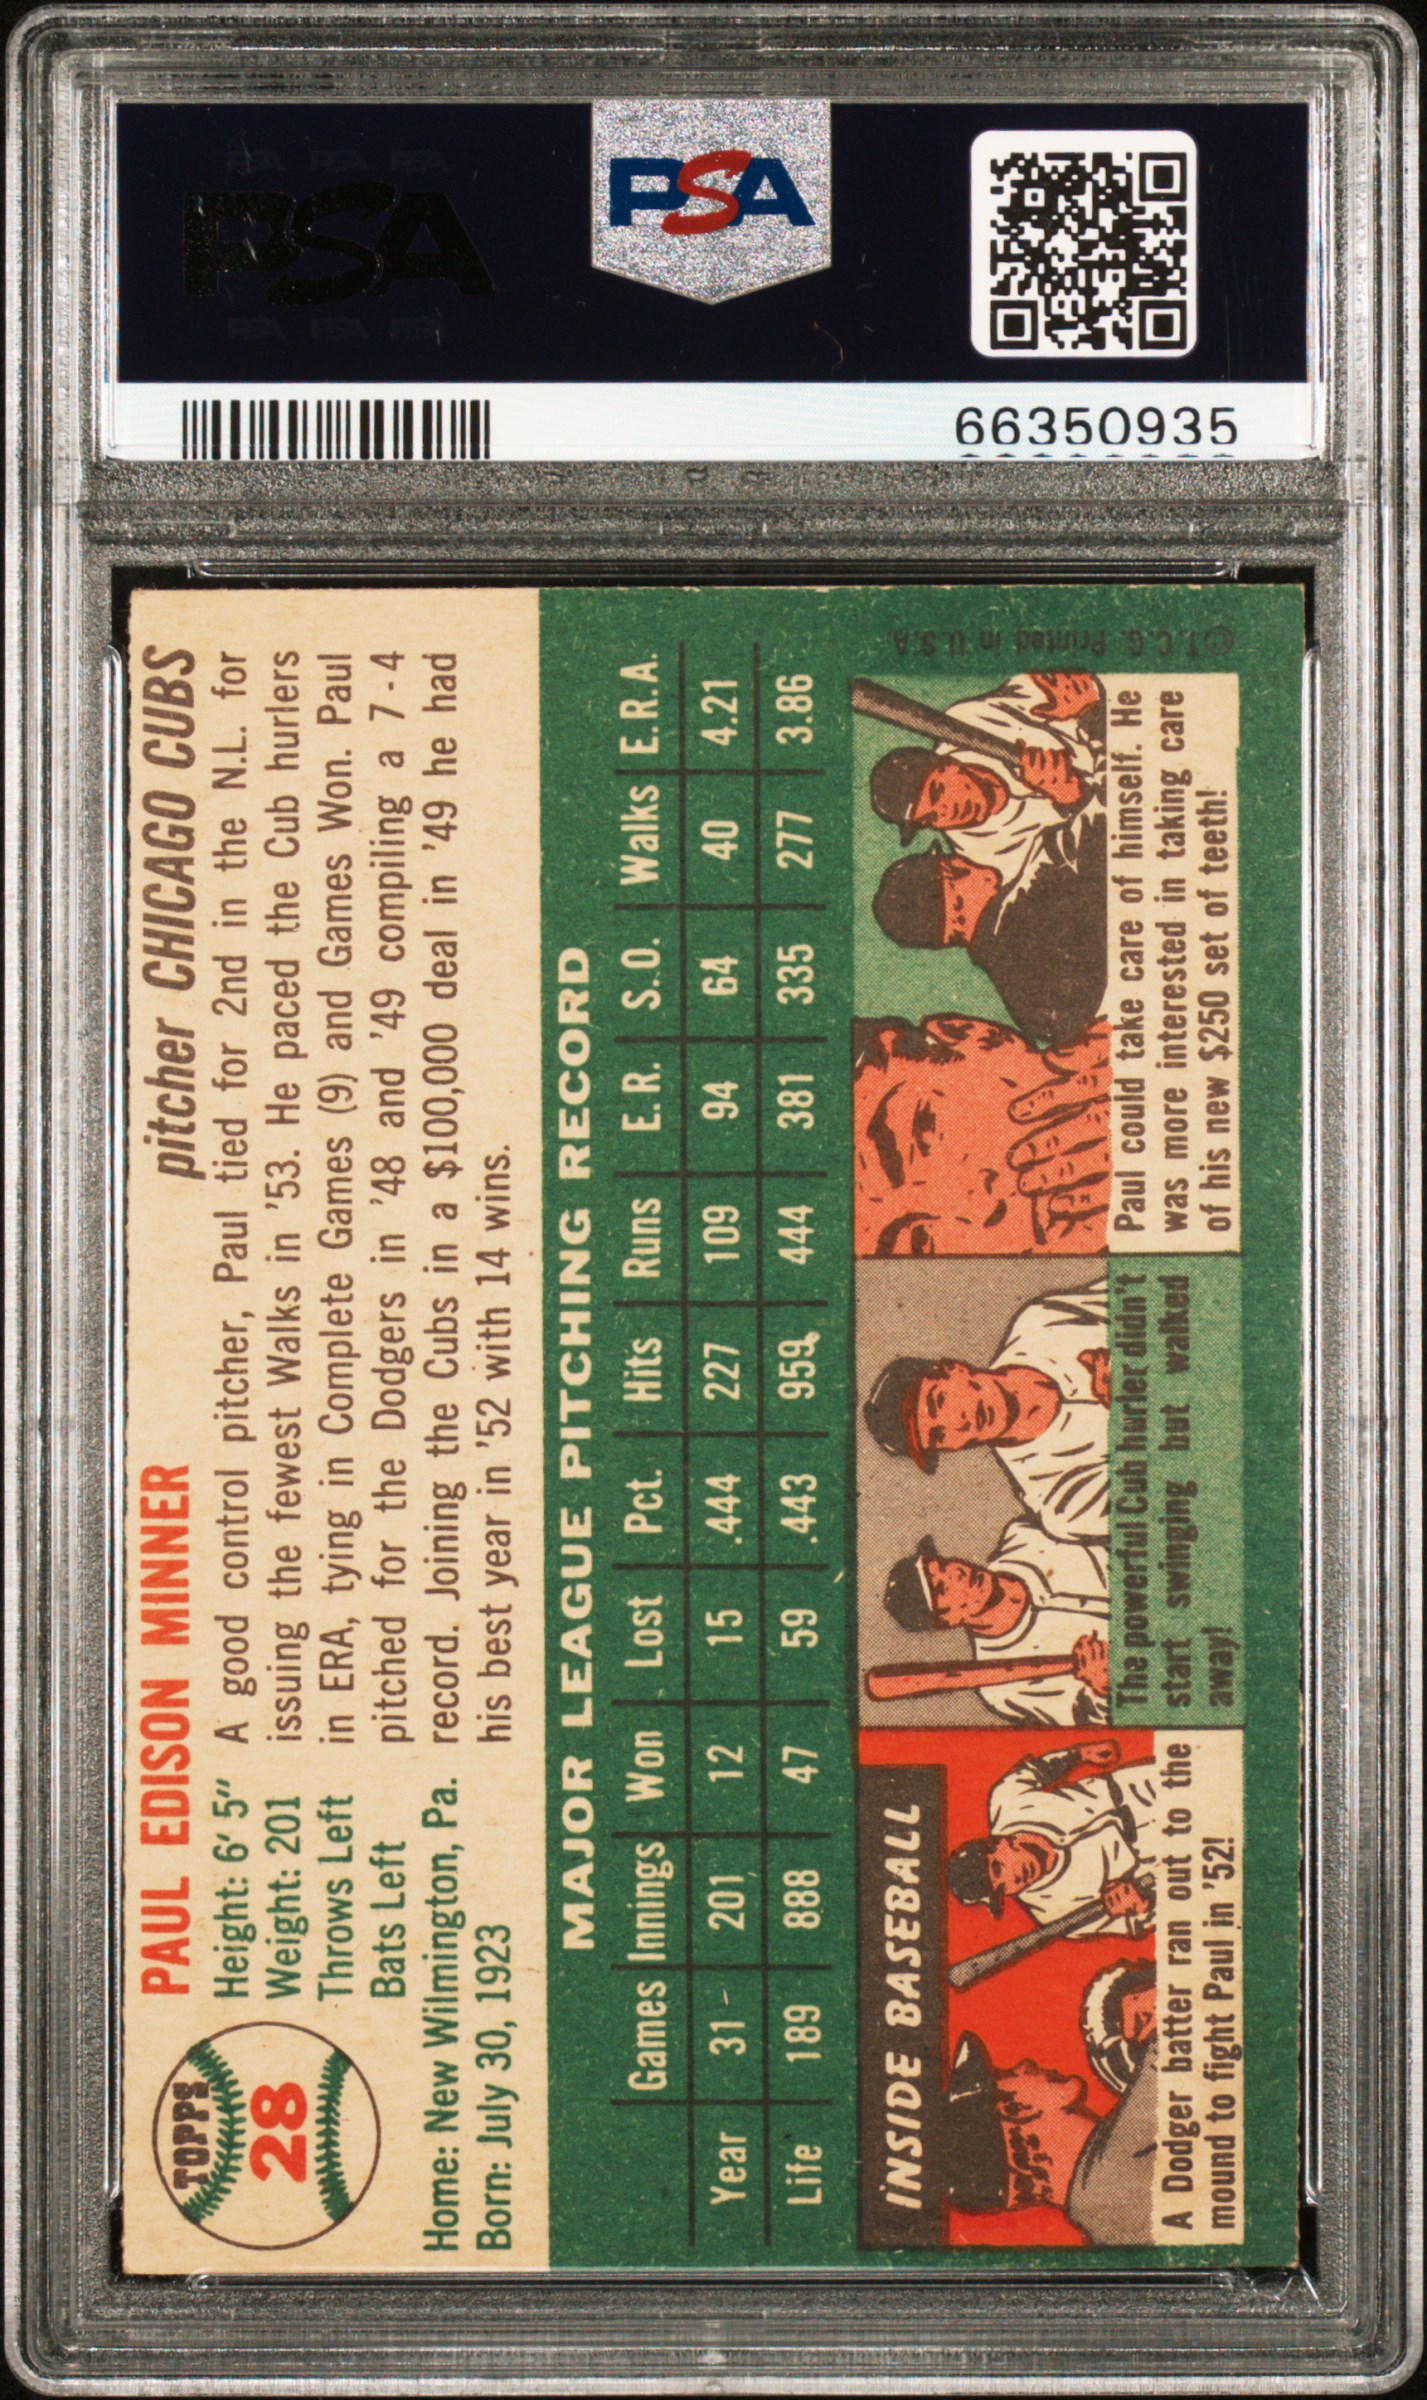 PSA PSA PSA
PSA
PSA PSA PSA
PSA
66350935
TOPPS
28
PAUL EDISON MINNER
pitcher CHICAGO CUBS
Height: 6' 5"
Weight: 201
Throws Left
Bats Left
Home: New Wilmington, Pa.
Born: July 30, 1923
A good control pitcher, Paul tied for 2nd in the N.L. for
issuing the fewest Walks in '53. He paced the Cub hurlers
in ERA, tying in Complete Games (9) and Games Won. Paul
pitched for the Dodgers in '48 and '49 compiling a 7-4
record. Joining the Cubs in a $100,000 deal in '49 he had
his best year in '52 with 14 wins.
MAJOR LEAGUE PITCHING RECORD
Games Innings Won Lost Pct. Hits Runs E.R. S.O. Walks E.R.A.
Year 31 201 12 15 .444 227 109 94 64 40 4.21
Life 189 888 47 59 .443 959 444 381 335 277 3.86
INSIDE BASEBALL
A Dodger batter ran out to the
mound to fight Paul in '52!
The powerful Cub hurler didn't
start swinging but walked
away!
Paul could take care of himself. He
was more interested in taking care
of his new $250 set of teeth!
©T.C.G. Printed in U.S.A.